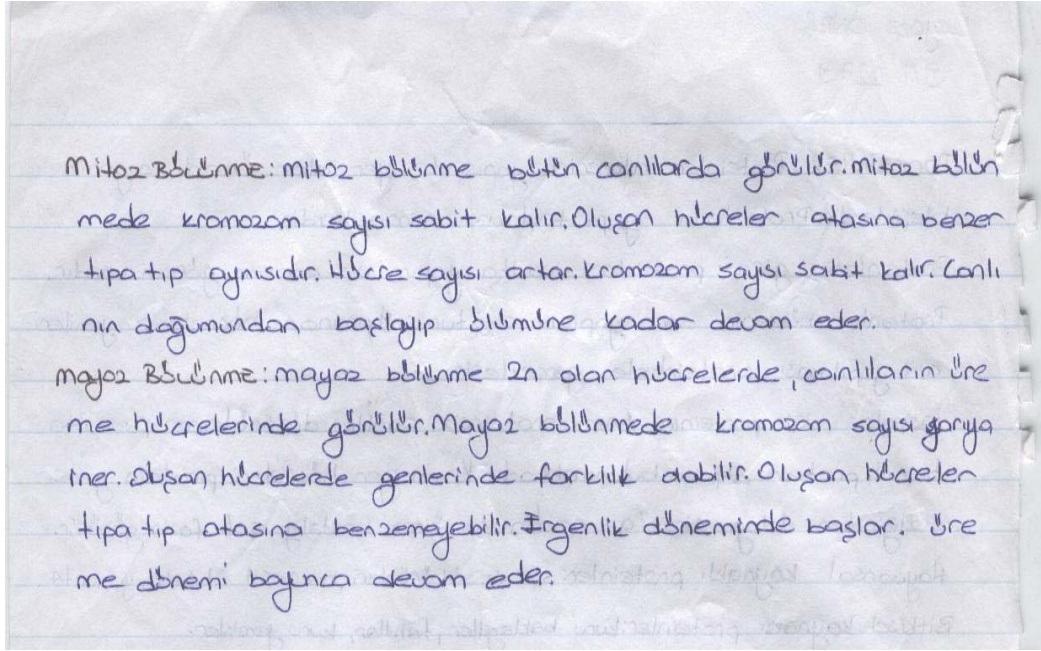 Mitoz Bölünme: mitoz bölünme bütün canlılarda görülür. mitoz bölün
mede kromozom sayısı sabit kalır. Oluşan hücreler atasına benzer
tıpa tıp aynısıdır. Hücre sayısı artar. Kromozom sayısı sabit kalır. Canlı
nın doğumundan başlayıp ölümüne kadar devam eder.
mayoz Bölünme: mayoz bölünme 2n olan hücrelerde, canlıların üre
me hücrelerinde görülür. Mayoz bölünmede kromozom sayısı yarıya
iner. Oluşan hücrelerde genlerinde farklılık olabilir. Oluşan hücreler
tıpa tıp atasına benzemeyebilir. Ergenlik döneminde başlar. üre
me dönemi boyunca devam eder.